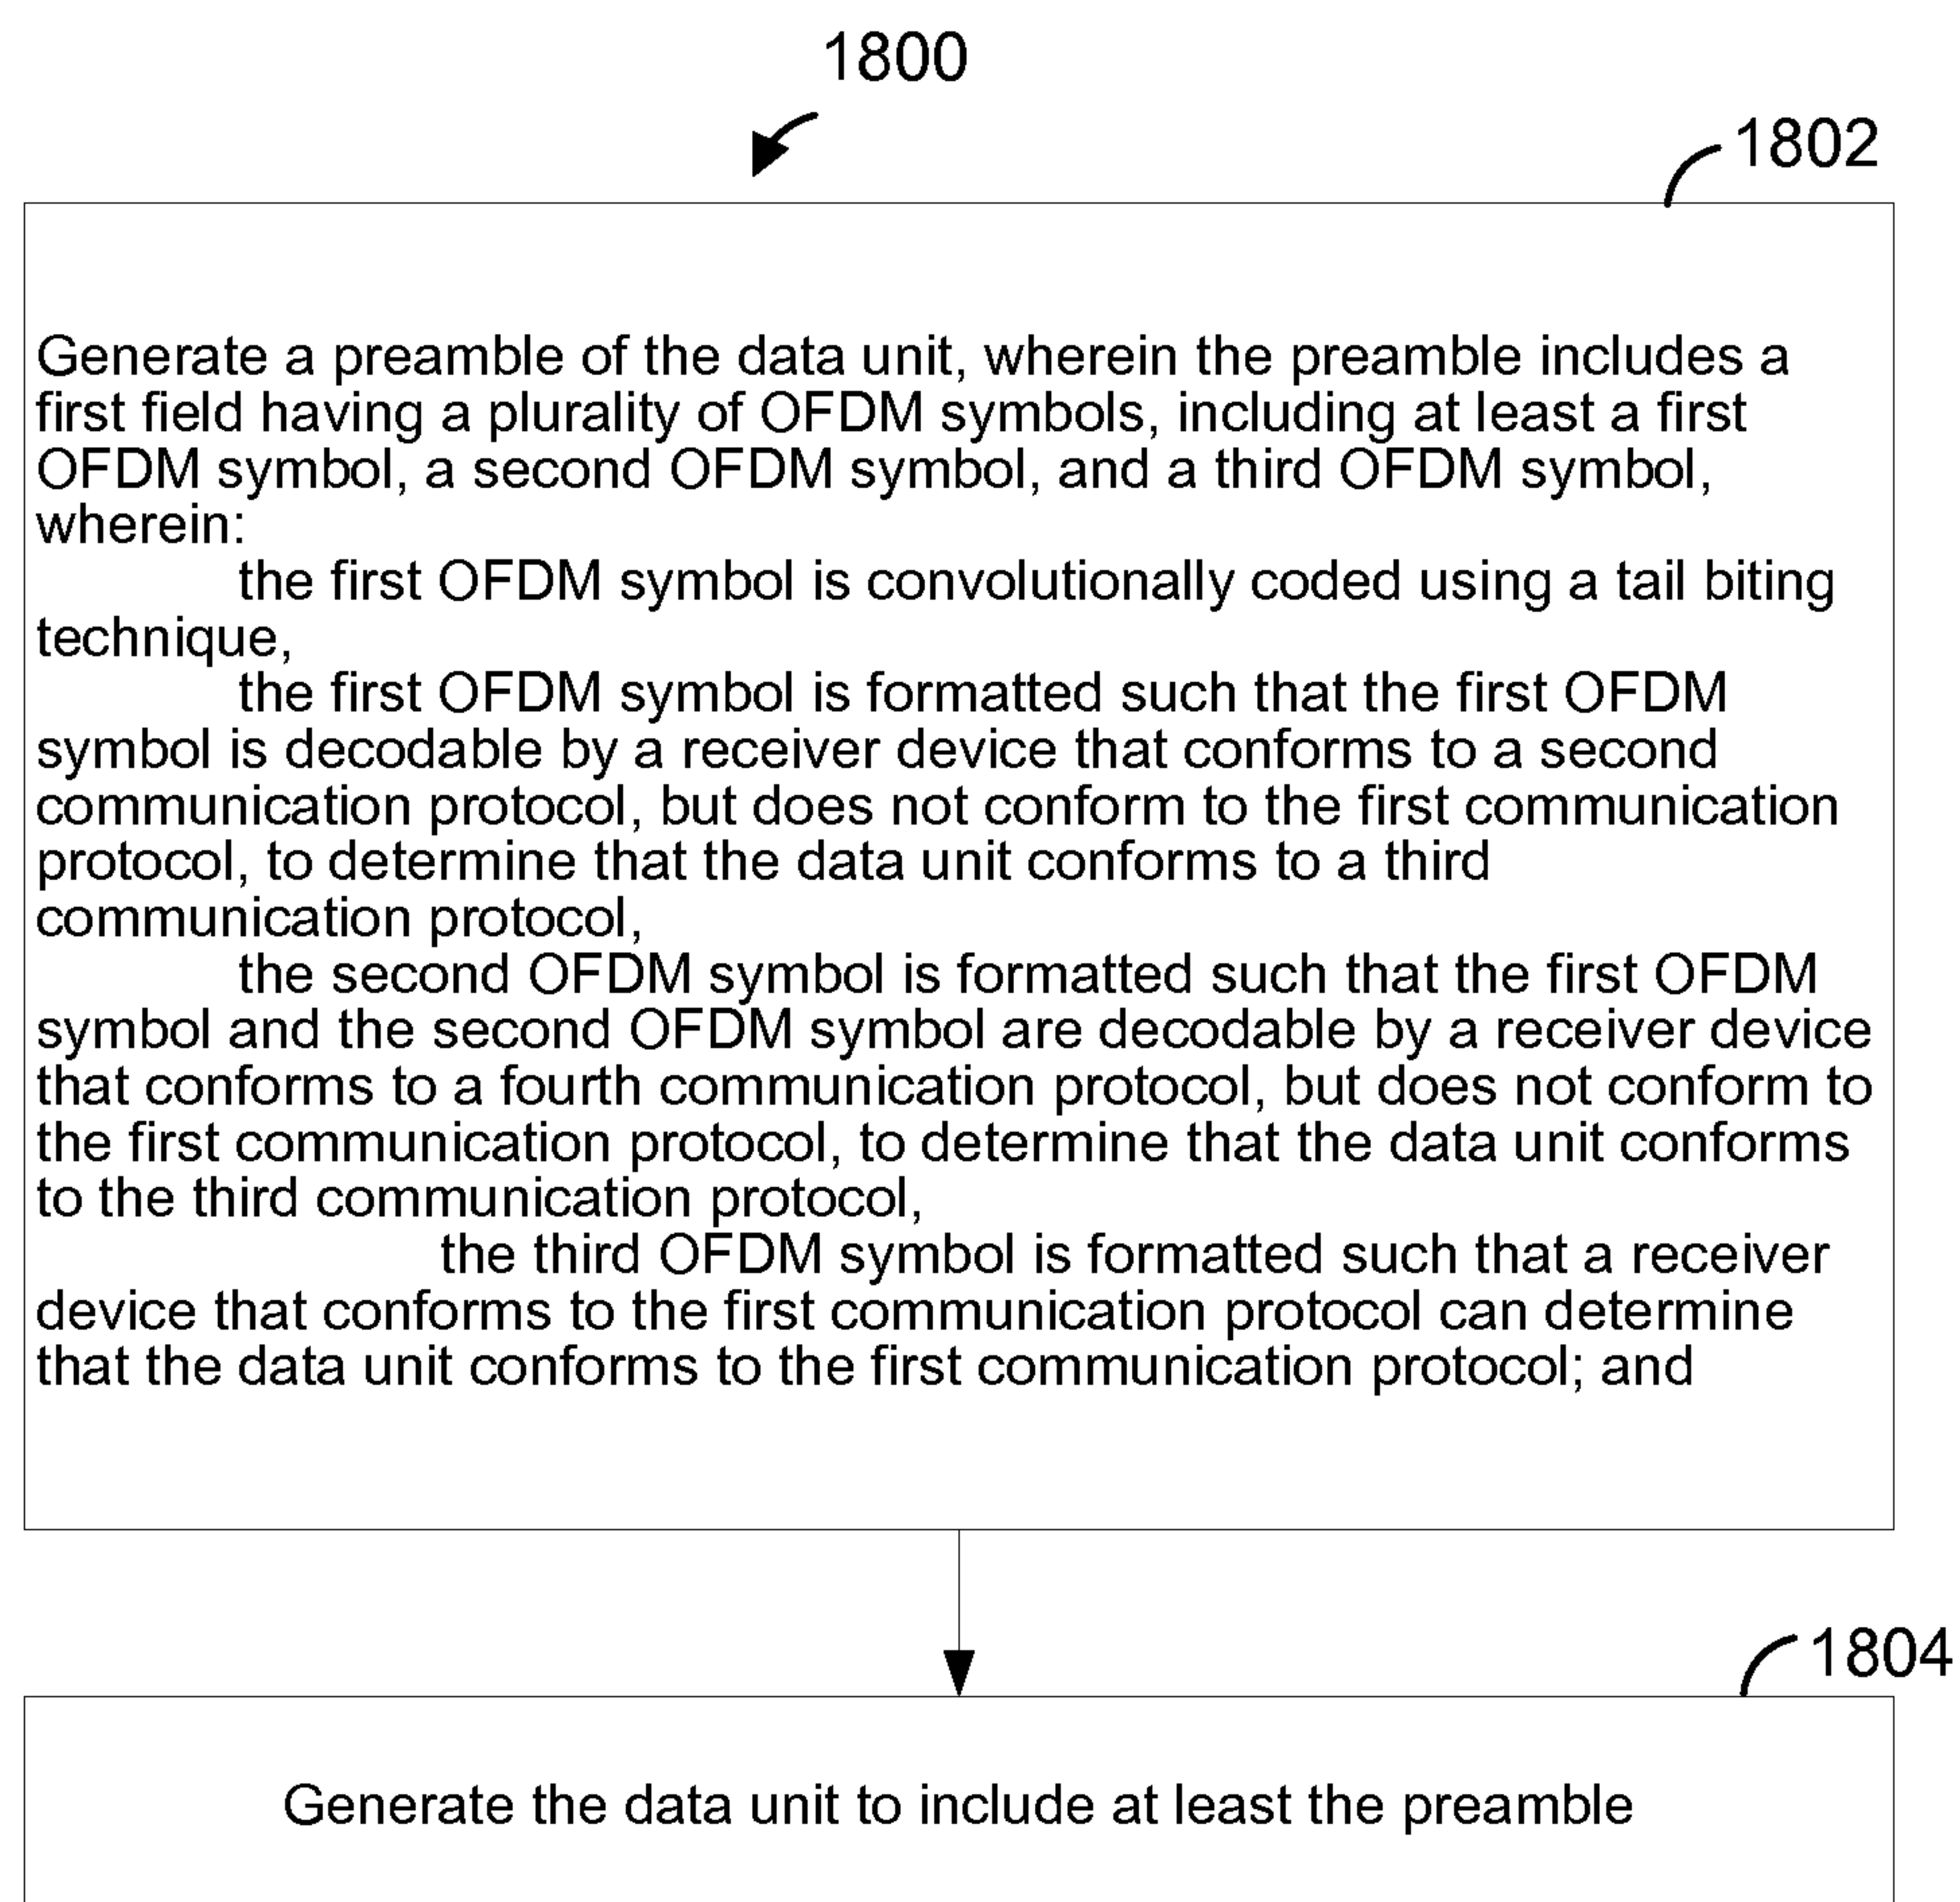 1800
1802
Generate a preamble of the data unit, wherein the preamble includes a
first field having a plurality of OFDM symbols, including at least a first
OFDM symbol, a second OFDM symbol, and a third OFDM symbol,
wherein:
the first OFDM symbol is convolutionally coded using a tail biting
technique,
the first OFDM symbol is formatted such that the first OFDM
symbol is decodable by a receiver device that conforms to a second
communication protocol, but does not conform to the first communication
protocol, to determine that the data unit conforms to a third
communication protocol,
the second OFDM symbol is formatted such that the first OFDM
symbol and the second OFDM symbol are decodable by a receiver device
that conforms to a fourth communication protocol, but does not conform to
the first communication protocol, to determine that the data unit conforms
to the third communication protocol,
the third OFDM symbol is formatted such that a receiver
device that conforms to the first communication protocol can determine
that the data unit conforms to the first communication protocol; and
1804
Generate the data unit to include at least the preamble